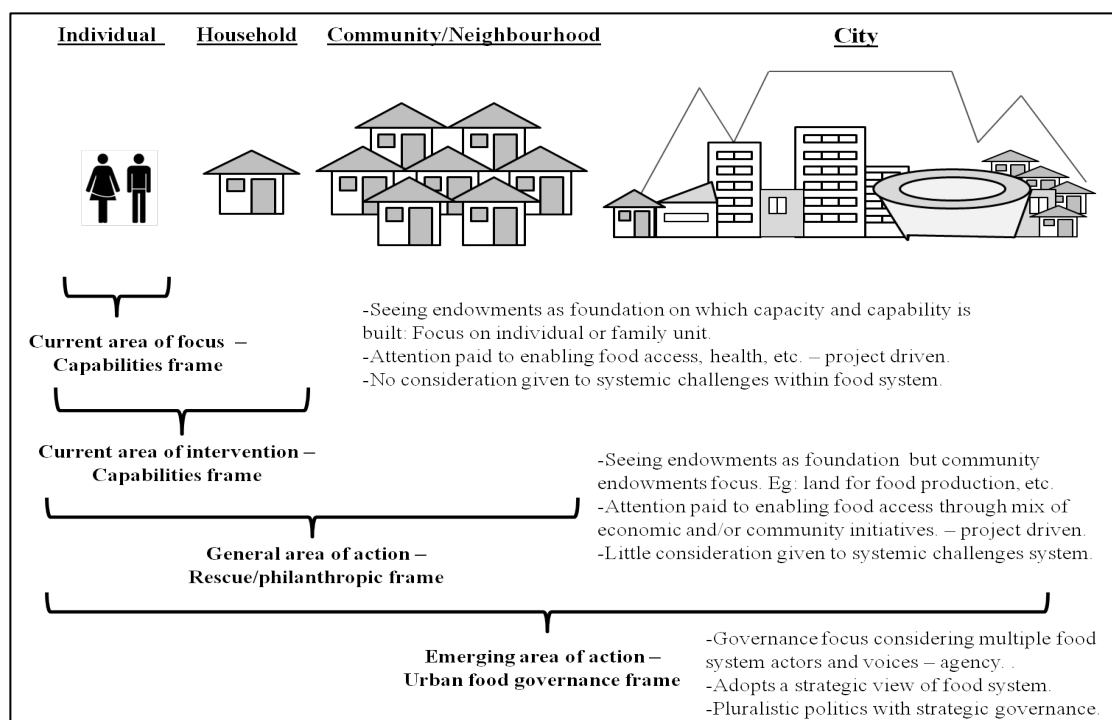 Individual
Household
Community/Neighbourhood
City
-Seeing endowments as foundation on which capacity and capability is
built: Focus on individual or family unit.
-Attention paid to enabling food access, health, etc. – project driven.
-No consideration given to systemic challenges within food system.
Current area of focus –
Capabilities frame
Current area of intervention –
Capabilities frame
-Seeing endowments as foundation but community
endowments focus. Eg: land for food production, etc.
-Attention paid to enabling food access through mix of
economic and/or community initiatives. – project driven.
-Little consideration given to systemic challenges system.
General area of action –
Rescue/philanthropic frame
Emerging area of action –
Urban food governance frame
-Governance focus considering multiple food
system actors and voices – agency. .
-Adopts a strategic view of food system.
-Pluralistic politics with strategic governance.